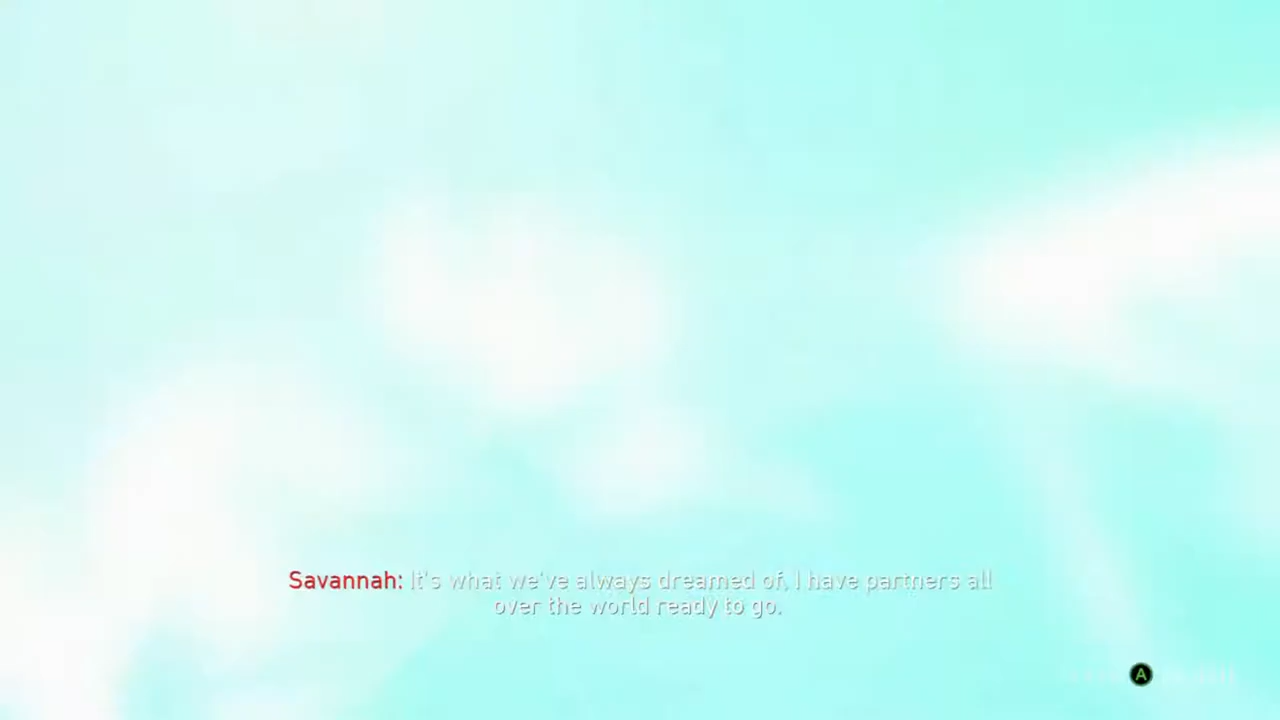 Savannah: It's what we've always dreamed of, I have partners all
over the world ready to go.
A